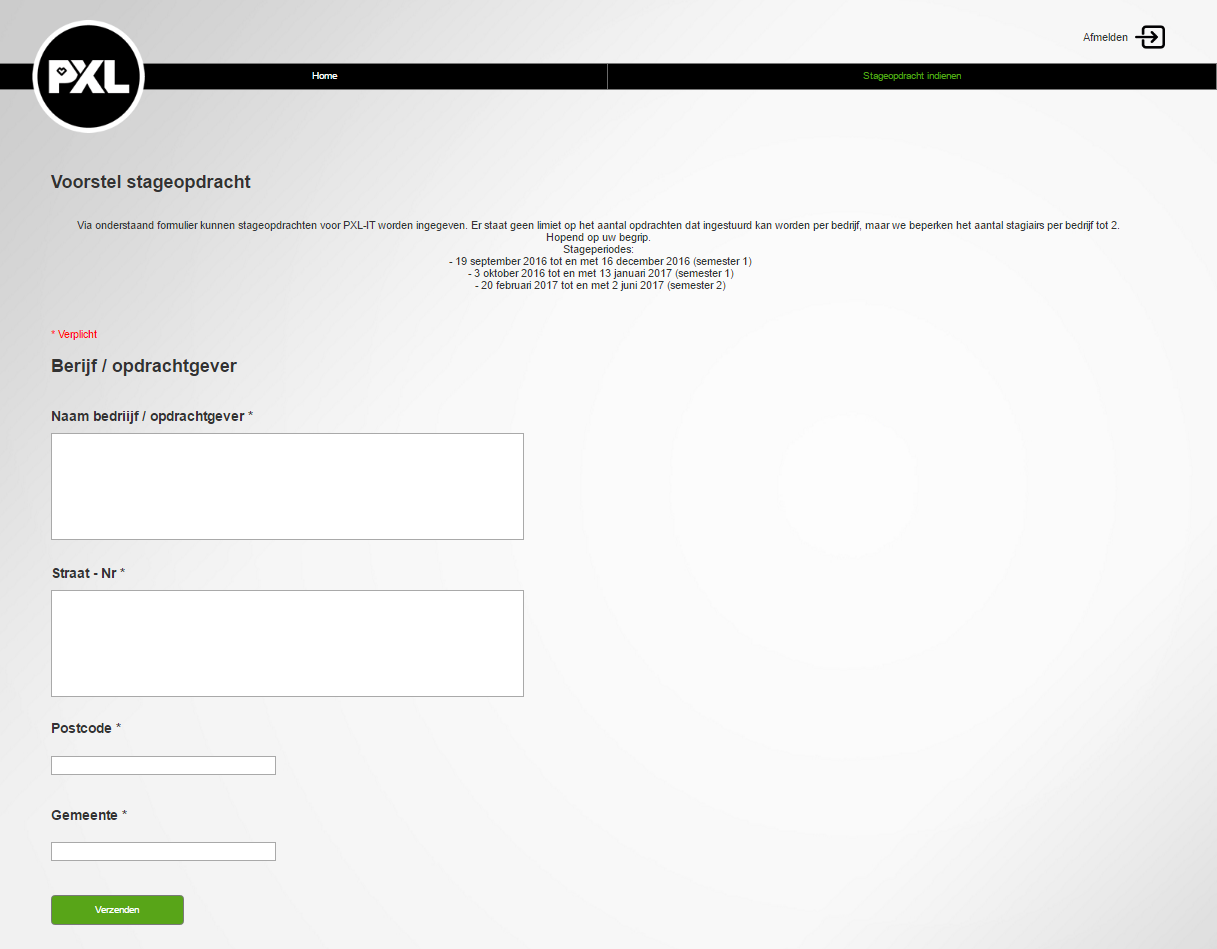 Afmelden
PXL
Home
Stageopdracht indienen
Voorstel stageopdracht
Via onderstaand formulier kunnen stageopdrachten voor PXL-IT worden ingegeven. Er staat geen limiet op het aantal opdrachten dat ingestuurd kan worden per bedrijf, maar we beperken het aantal stagiairs per bedrijf tot 2.
Hopend op uw begrip.
Stageperiodes:
- 19 september 2016 tot en met 16 december 2016 (semester 1)
- 3 oktober 2016 tot en met 13 januari 2017 (semester 1)
- 20 februari 2017 tot en met 2 juni 2017 (semester 2)
* Verplicht
Berijf / opdrachtgever
Naam bedriijf / opdrachtgever *
Straat - Nr *
Postcode *
Gemeente *
Verzenden